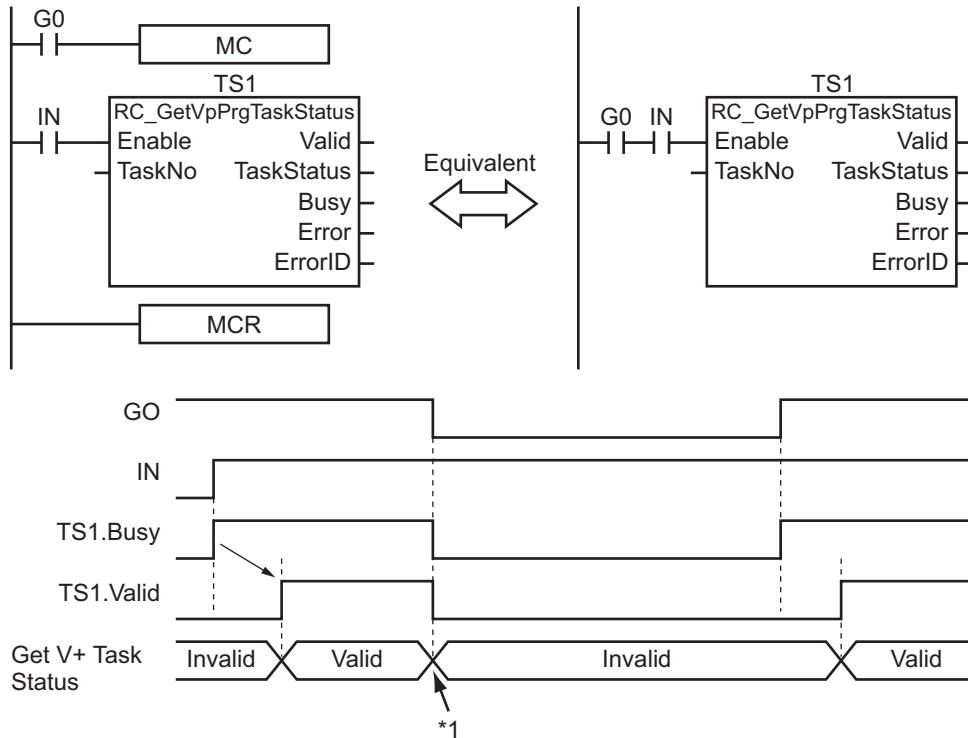 G0
MC
TS1
IN
RC_GetVpPrgTaskStatus
Enable Valid
TaskNo TaskStatus
Busy
Error
ErrorID
MCR
Equivalent
TS1
G0 IN
RC_GetVpPrgTaskStatus
Enable Valid
TaskNo TaskStatus
Busy
Error
ErrorID
GO
IN
TS1.Busy
TS1.Valid
Get V+ Task
Status
Invalid Valid Invalid Valid
*1